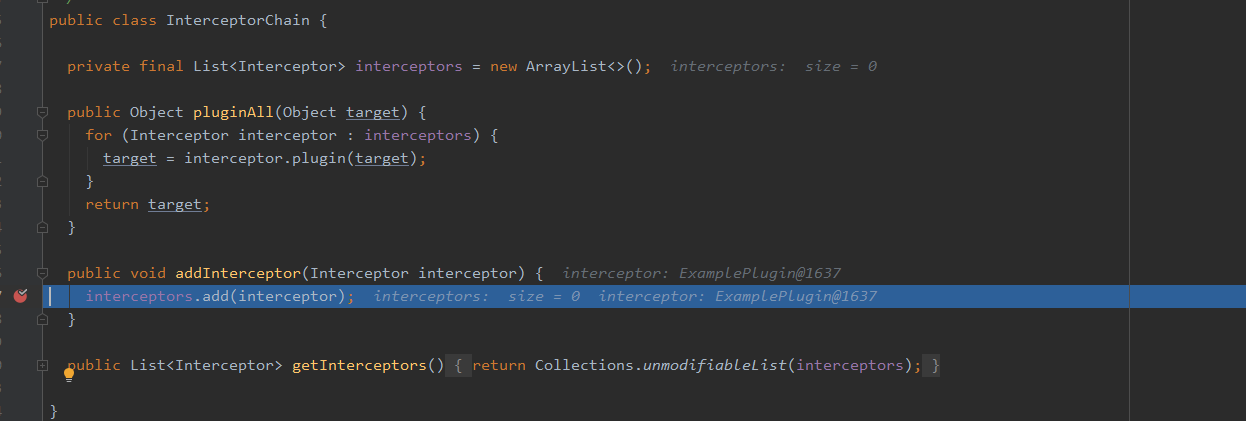 public class InterceptorChain {
private final List<Interceptor> interceptors = new ArrayList<>(); interceptors: size = 0
public Object pluginAll(Object target) {
for (Interceptor interceptor : interceptors) {
target = interceptor.plugin(target);
}
return target;
}
public void addInterceptor(Interceptor interceptor) { interceptor: ExamplePlugin@1637
interceptors.add(interceptor); interceptors: size = 0 interceptor: ExamplePlugin@1637
}
public List<Interceptor> getInterceptors() { return Collections.unmodifiableList(interceptors); }
}